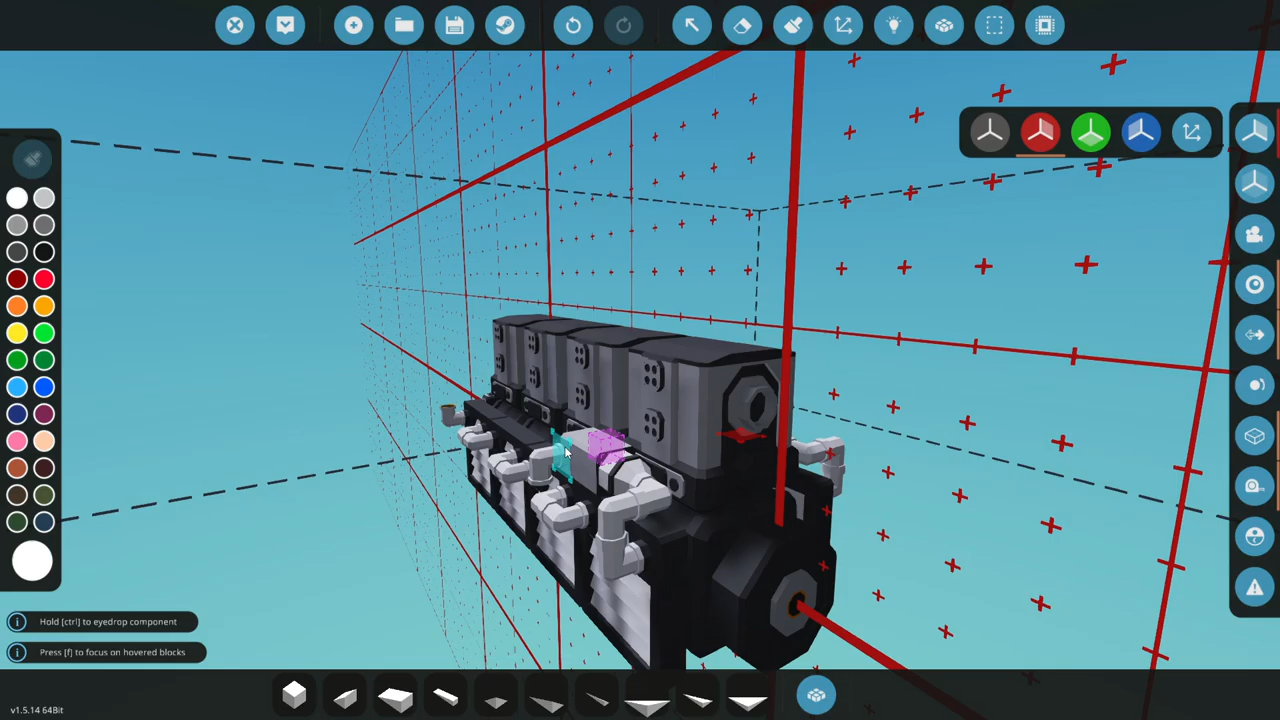 Hold [ctrl] to eyedrop component
Press [f] to focus on hovered blocks
v1.5.14 64Bit